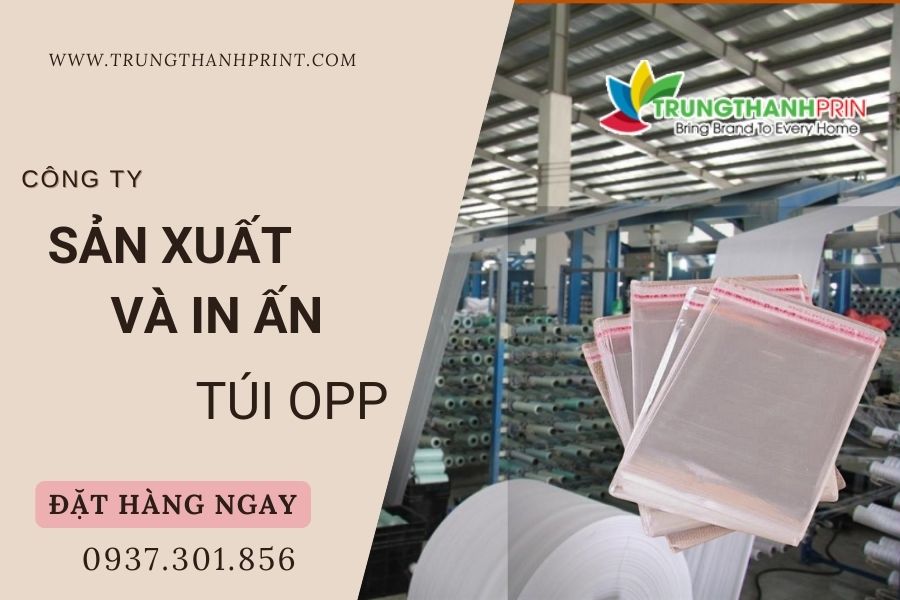 WWW.TRUNGTHANHPRINT.COM
TRUNGTHANHPRIN
Bring Brand To Every Home
CÔNG TY
SẢN XUẤT
VÀ IN ẤN
TÚI OPP
ĐẶT HÀNG NGAY
0937.301.856